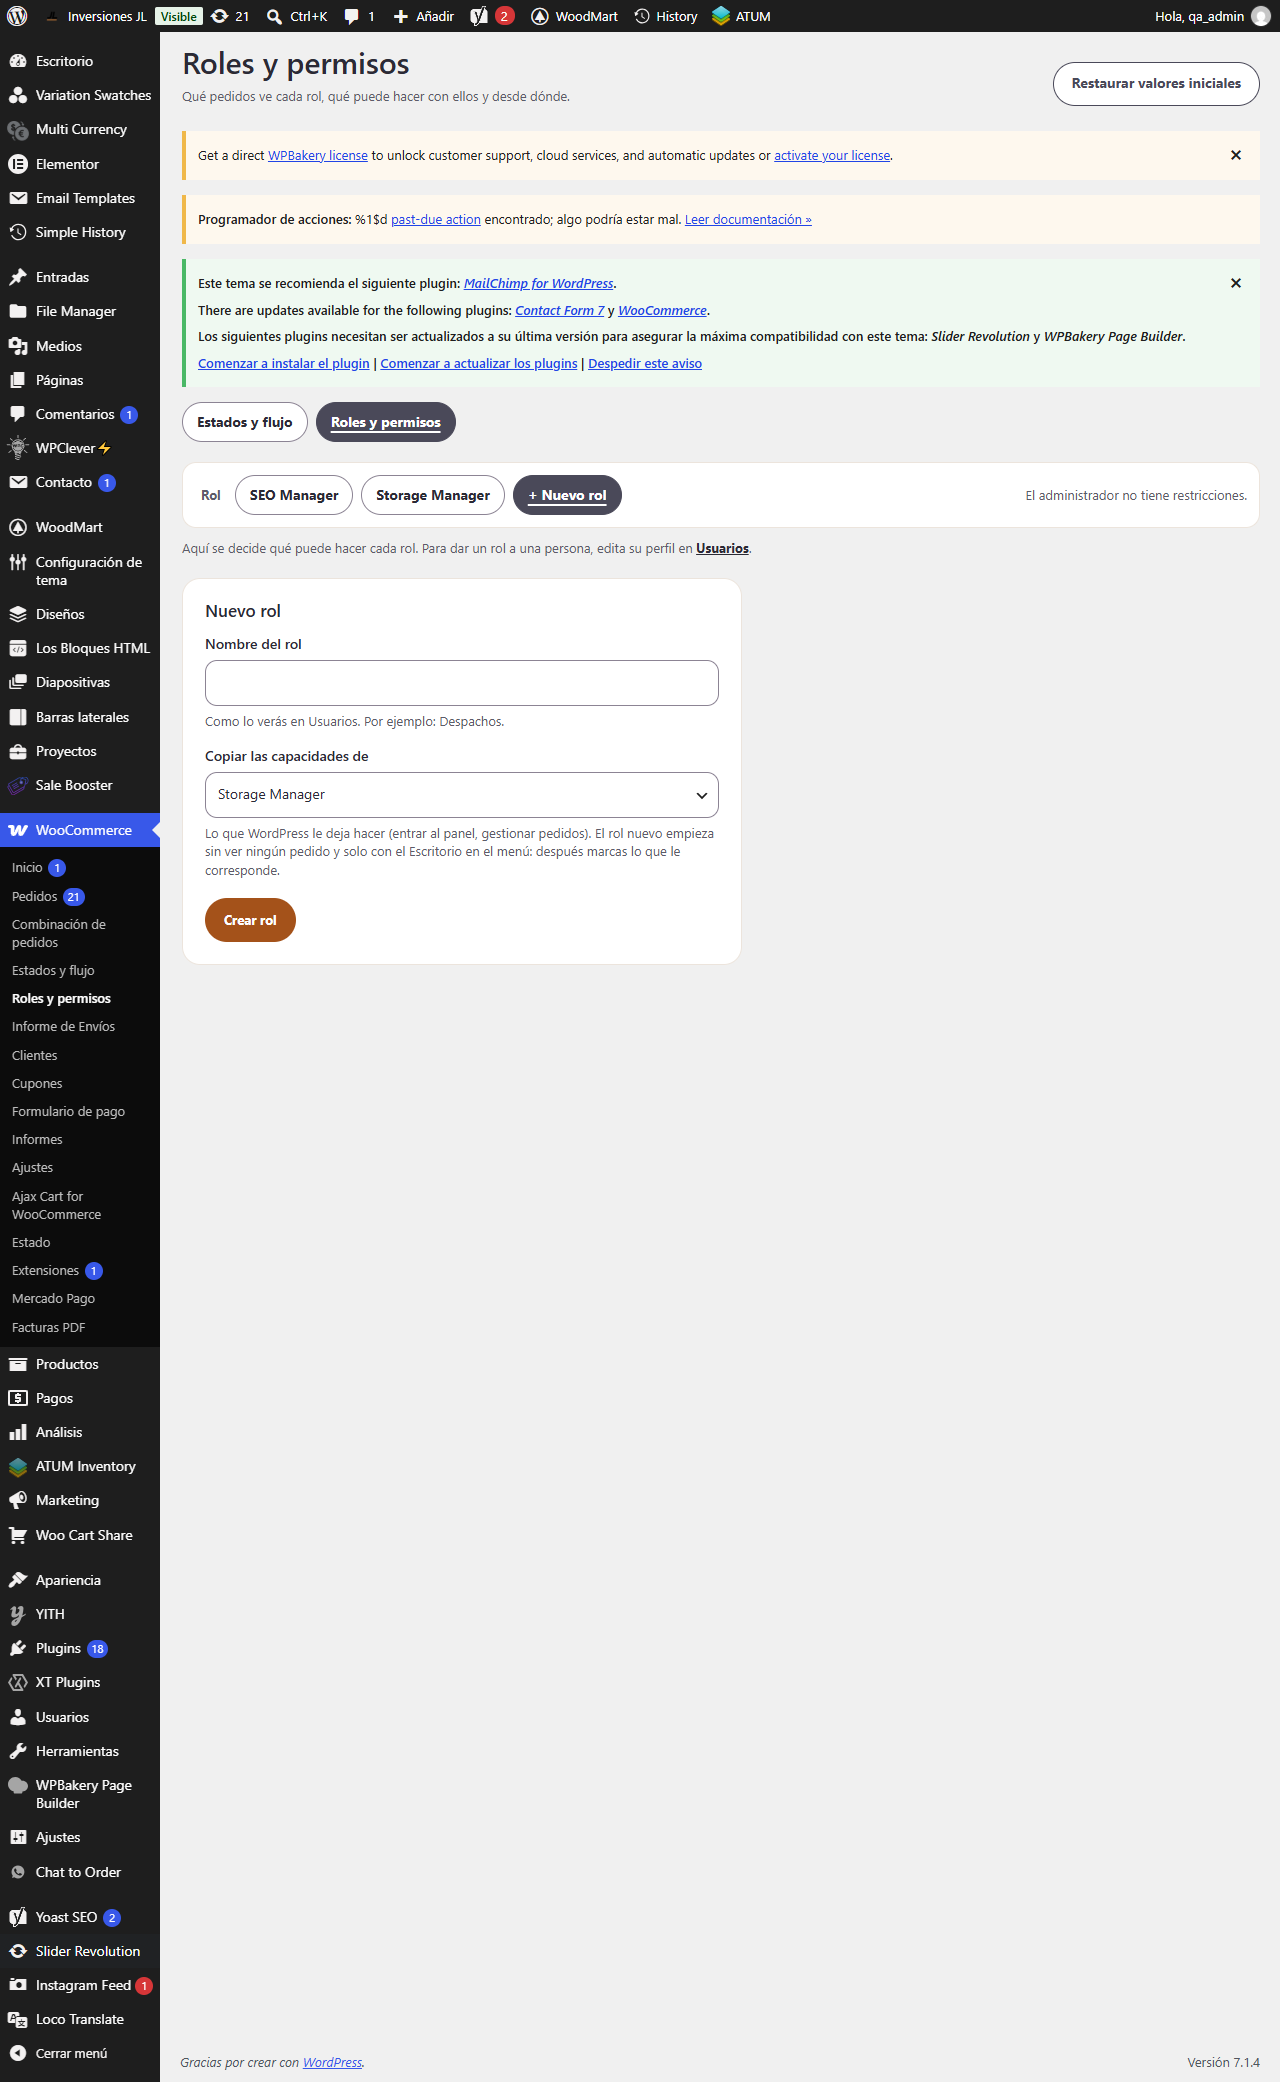 Inversiones JL
Visible
21
Ctrl+K
1
Añadir
2
WoodMart
History
ATUM
Hola, qa_admin
Escritorio
Variation Swatches
Multi Currency
Elementor
Email Templates
Simple History
Entradas
File Manager
Medios
Páginas
Comentarios 1
WPClever
Contacto 1
WoodMart
Configuración de
tema
Diseños
Los Bloques HTML
Diapositivas
Barras laterales
Proyectos
Sale Booster
WooCommerce
Inicio 1
Pedidos 21
Combinación de
pedidos
Estados y flujo
Roles y permisos
Informe de Envíos
Clientes
Cupones
Formulario de pago
Informes
Ajustes
Ajax Cart for
WooCommerce
Estado
Extensiones 1
Mercado Pago
Facturas PDF
Productos
Pagos
Análisis
ATUM Inventory
Marketing
Woo Cart Share
Apariencia
YITH
Plugins 18
XT Plugins
Usuarios
Herramientas
WPBakery Page
Builder
Ajustes
Chat to Order
Yoast SEO 2
Slider Revolution
Instagram Feed 1
Loco Translate
Cerrar menú
Roles y permisos
Qué pedidos ve cada rol, qué puede hacer con ellos y desde dónde.
Restaurar valores iniciales
Get a direct WPBakery license to unlock customer support, cloud services, and automatic updates or activate your license.
Programador de acciones: %1$d past-due action encontrado; algo podría estar mal. Leer documentación »
Este tema se recomienda el siguiente plugin: MailChimp for WordPress.
There are updates available for the following plugins: Contact Form 7 y WooCommerce.
Los siguientes plugins necesitan ser actualizados a su última versión para asegurar la máxima compatibilidad con este tema: Slider Revolution y WPBakery Page Builder.
Comenzar a instalar el plugin | Comenzar a actualizar los plugins | Despedir este aviso
Estados y flujo
Roles y permisos
Rol
SEO Manager
Storage Manager
+ Nuevo rol
El administrador no tiene restricciones.
Aquí se decide qué puede hacer cada rol. Para dar un rol a una persona, edita su perfil en Usuarios.
Nuevo rol
Nombre del rol
Como lo verás en Usuarios. Por ejemplo: Despachos.
Copiar las capacidades de
Storage Manager
Lo que WordPress le deja hacer (entrar al panel, gestionar pedidos). El rol nuevo empieza
sin ver ningún pedido y solo con el Escritorio en el menú: después marcas lo que le
corresponde.
Crear rol
Gracias por crear con WordPress.
Versión 7.1.4